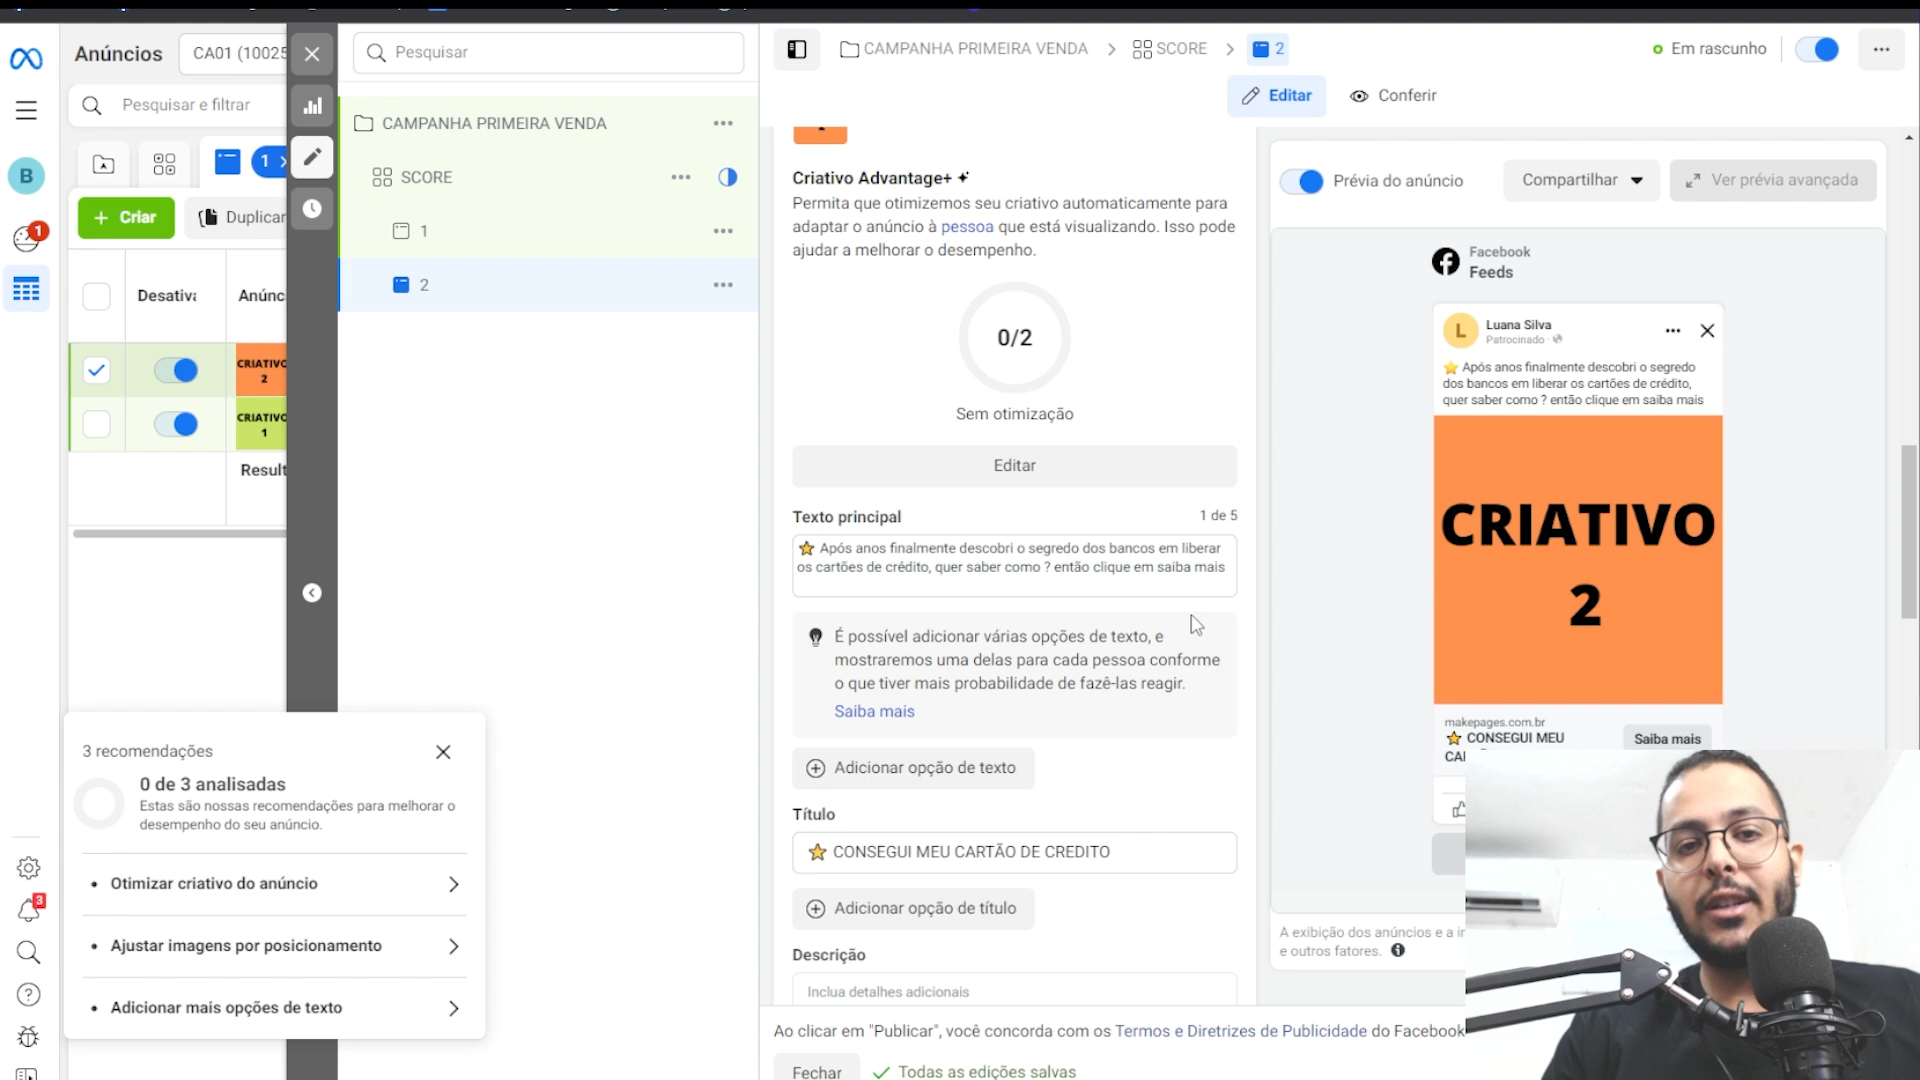 Anúncios
CA01 (10025
Pesquisar e filtrar
B
1
1
Criar
Duplicar
Desativa
Anúnc
CRIATIVO
2
CRIATIVO
1
Result
3 recomendações
0 de 3 analisadas
Estas são nossas recomendações para melhorar o
desempenho do seu anúncio.
Otimizar criativo do anúncio
Ajustar imagens por posicionamento
Adicionar mais opções de texto
3
Pesquisar
CAMPANHA PRIMEIRA VENDA
SCORE
1
2
CAMPANHA PRIMEIRA VENDA
SCORE
2
Em rascunho
Editar
Conferir
Criativo Advantage+
Permita que otimizemos seu criativo automaticamente para
adaptar o anúncio à pessoa que está visualizando. Isso pode
ajudar a melhorar o desempenho.
0/2
Sem otimização
Editar
Texto principal
1 de 5
⭐ Após anos finalmente descobri o segredo dos bancos em liberar
os cartões de crédito, quer saber como ? então clique em saiba mais
É possível adicionar várias opções de texto, e
mostraremos uma delas para cada pessoa conforme
o que tiver mais probabilidade de fazê-las reagir.
Saiba mais
Adicionar opção de texto
Título
⭐ CONSEGUI MEU CARTÃO DE CREDITO
Adicionar opção de título
Descrição
Inclua detalhes adicionais
Ao clicar em "Publicar", você concorda com os Termos e Diretrizes de Publicidade do Facebook
Fechar
Todas as edições salvas
Prévia do anúncio
Compartilhar
Ver prévia avançada
Facebook
Feeds
L
Luana Silva
Patrocinado ·
⭐ Após anos finalmente descobri o segredo
dos bancos em liberar os cartões de crédito,
quer saber como ? então clique em saiba mais
CRIATIVO
2
makepages.com.br
⭐ CONSEGUI MEU
Saiba mais
A exibição dos anúncios e a i
e outros fatores.